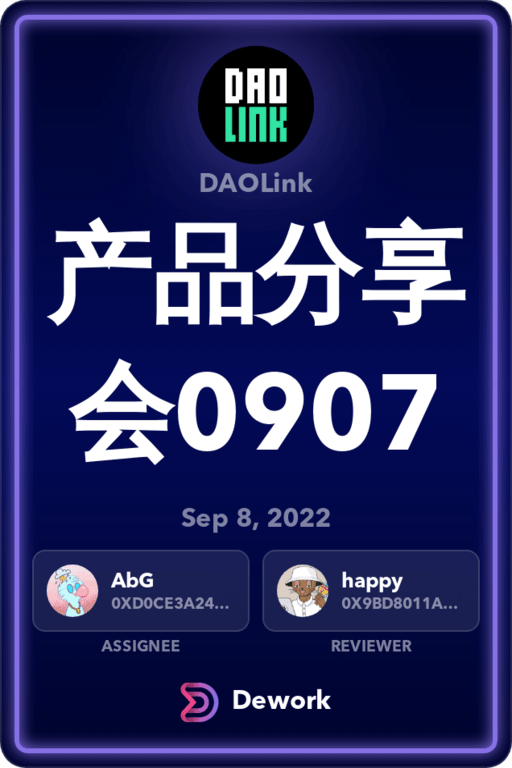 DAO
LINK
DAOLink
产品分享
会0907
Sep 8, 2022
AbG
0XD0CE3A24...
happy
0X9BD8011A...
ASSIGNEE
REVIEWER
Dework